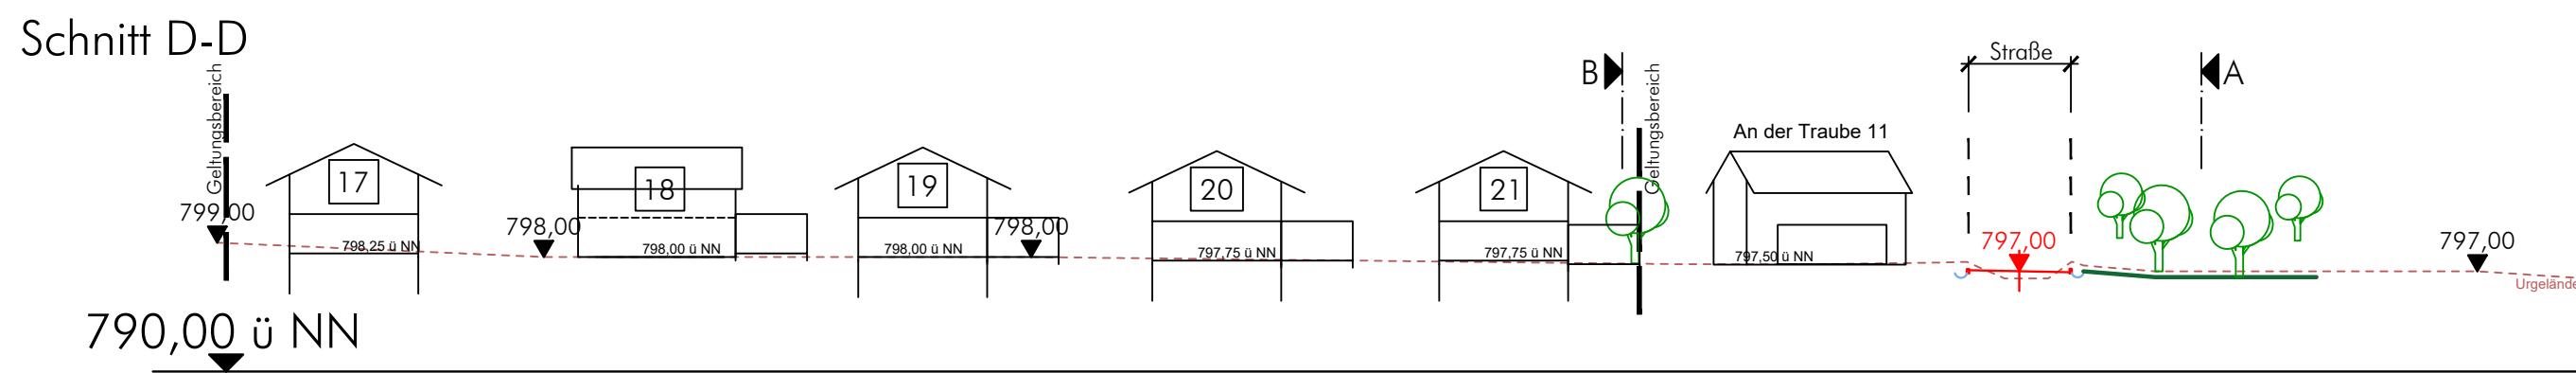 Schnitt D-D
Geltungsbereich
799,00
17
798,25 ü NN
798,00
18
798,00 ü NN
19
798,00 ü NN
798,00
20
797,75 ü NN
21
797,75 ü NN
B
Geltungsbereich
An der Traube 11
797,50 ü NN
Straße
797,00
A
797,00
Urgelände
790,00 ü NN